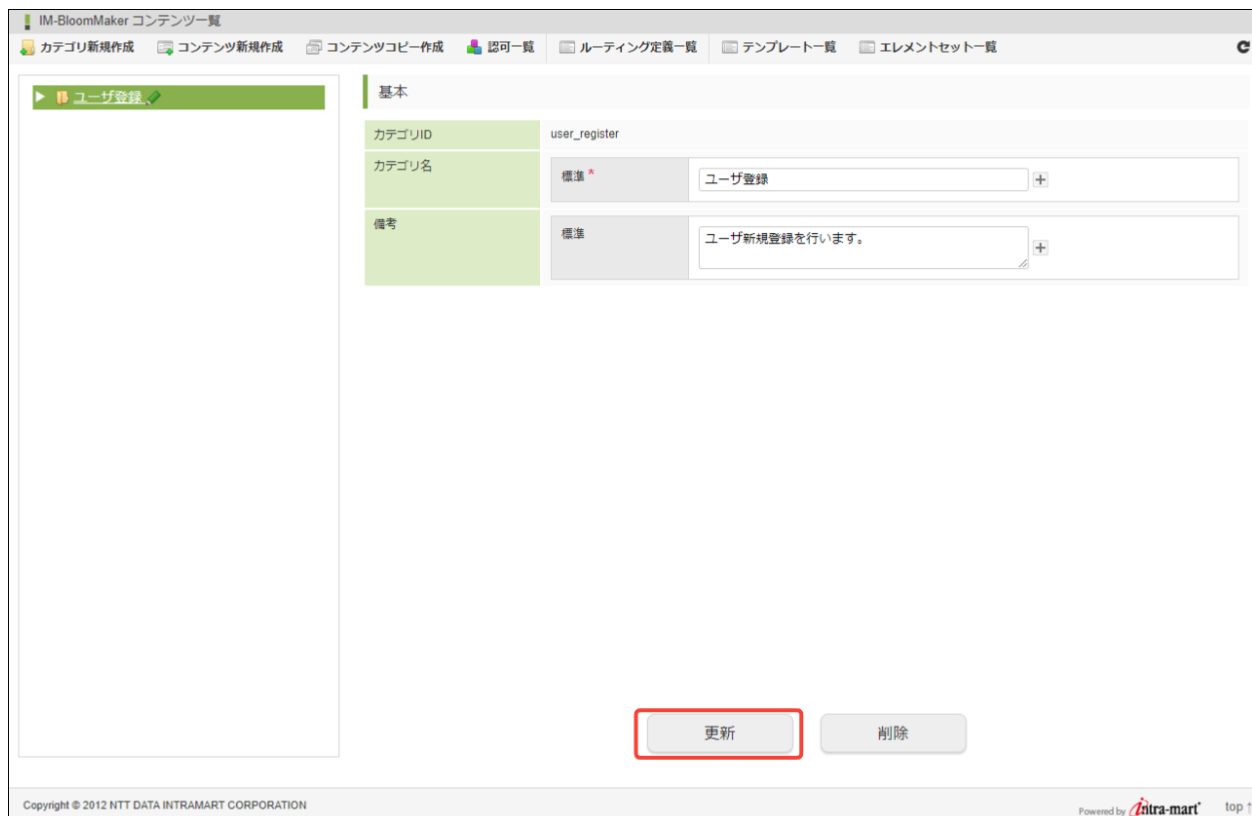 IM-BloomMaker コンテンツ一覧
カテゴリ新規作成 コンテンツ新規作成 コンテンツコピー作成 認可一覧 ルーティング定義一覧 テンプレート一覧 エレメントセット一覧
ユーザ登録
基本
カテゴリID user_register
カテゴリ名 標準 * ユーザ登録
備考 標準 ユーザ新規登録を行います。
更新 削除
Copyright © 2012 NTT DATA INTRAMART CORPORATION Powered by intra-mart top ↑